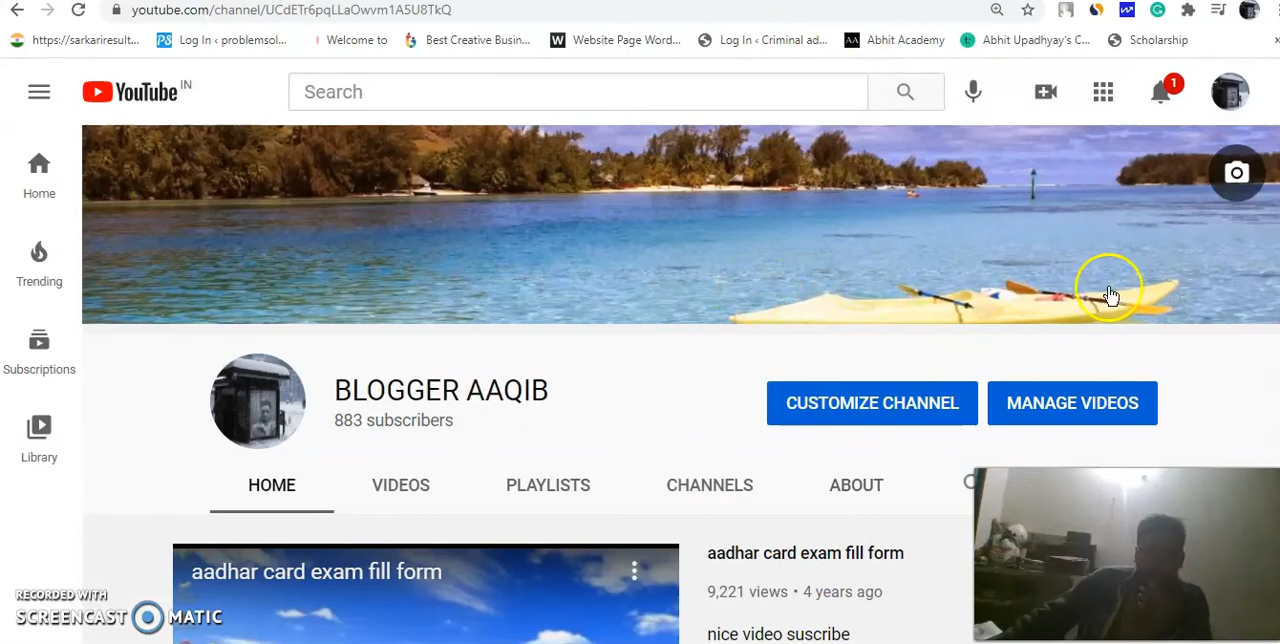 youtube.com/channel/UCdETr6pqLLaOwvm1A5U8TkQ
https://sarkariresult... Log In ‹ problemsol... Welcome to Best Creative Busin... Website Page Word... Log In ‹ Criminal ad... Abhit Academy Abhit Upadhyay's C... Scholarship
YouTube IN Search 1
Home
Trending
Subscriptions
Library
BLOGGER AAQIB
883 subscribers
CUSTOMIZE CHANNEL MANAGE VIDEOS
HOME VIDEOS PLAYLISTS CHANNELS ABOUT
aadhar card exam fill form
aadhar card exam fill form
9,221 views • 4 years ago
nice video suscribe
RECORDED WITH
SCREENCAST MATIC